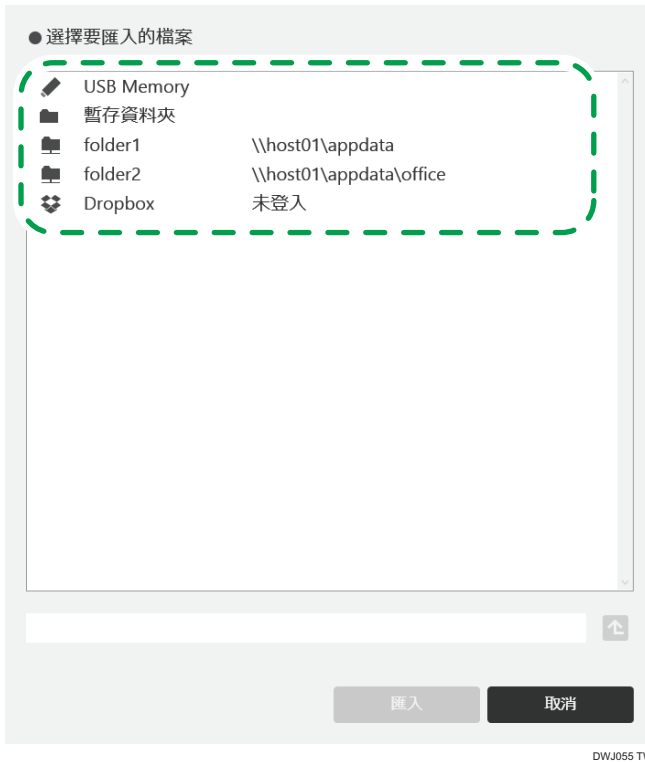 ●選擇要匯入的檔案
USB Memory
暫存資料夾
folder1 \\host01\appdata
folder2 \\host01\appdata\office
Dropbox 未登入
匯入 取消
DWJ055 TW